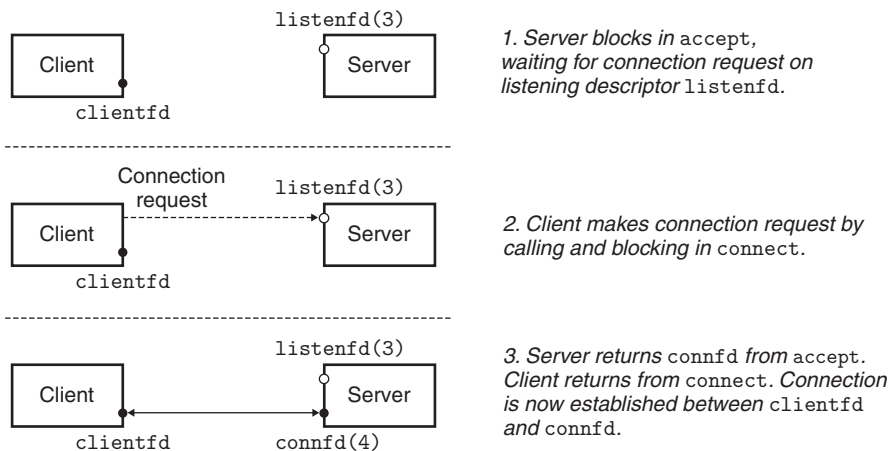 listenfd(3)
Client
Server
clientfd
1. Server blocks in accept,
waiting for connection request on
listening descriptor listenfd.
Connection
request
listenfd(3)
Client
Server
clientfd
2. Client makes connection request by
calling and blocking in connect.
listenfd(3)
Client
Server
clientfd
connfd(4)
3. Server returns connfd from accept.
Client returns from connect. Connection
is now established between clientfd
and connfd.